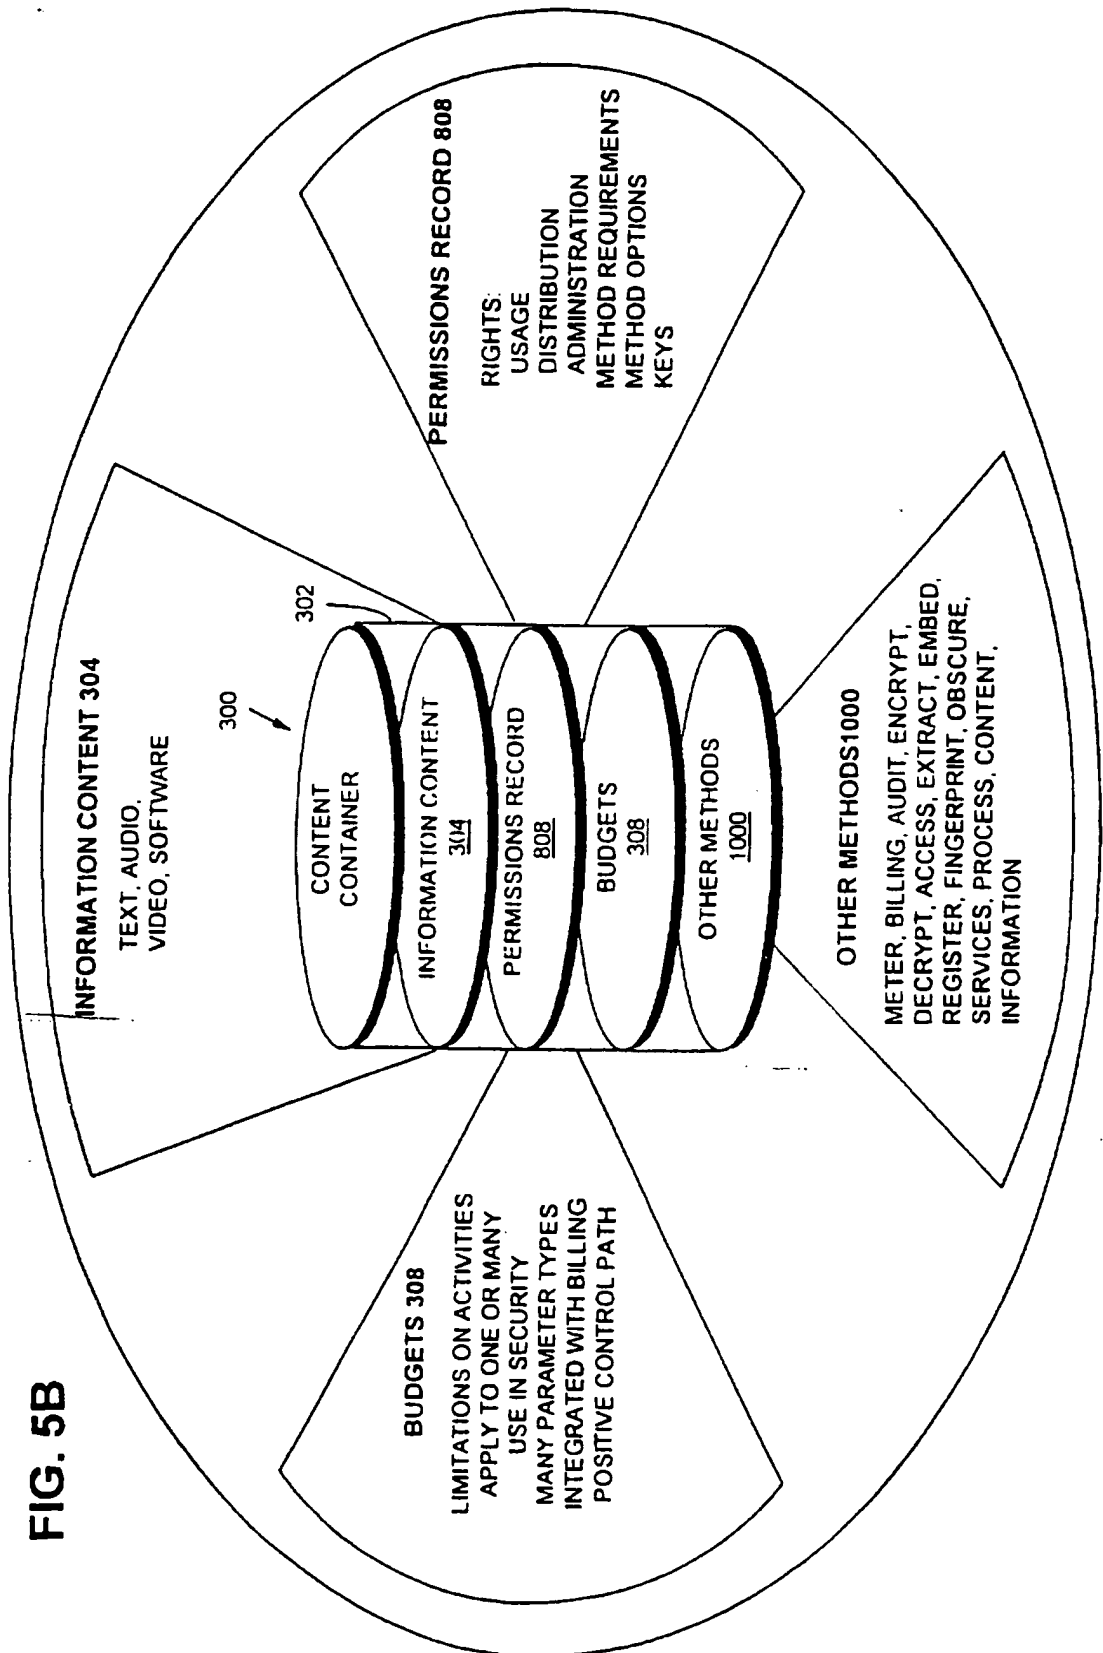 FIG. 5B
INFORMATION CONTENT 304
TEXT, AUDIO,
VIDEO, SOFTWARE
300
302
CONTENT
CONTAINER
INFORMATION CONTENT
304
PERMISSIONS RECORD
808
BUDGETS
308
OTHER METHODS
1000
BUDGETS 308
LIMITATIONS ON ACTIVITIES
APPLY TO ONE OR MANY
USE IN SECURITY
MANY PARAMETER TYPES
INTEGRATED WITH BILLING
POSITIVE CONTROL PATH
PERMISSIONS RECORD 808
RIGHTS:
USAGE
DISTRIBUTION
ADMINISTRATION
METHOD REQUIREMENTS
METHOD OPTIONS
KEYS
OTHER METHODS1000
METER, BILLING, AUDIT, ENCRYPT,
DECRYPT, ACCESS, EXTRACT, EMBED,
REGISTER, FINGERPRINT, OBSCURE,
SERVICES, PROCESS, CONTENT,
INFORMATION